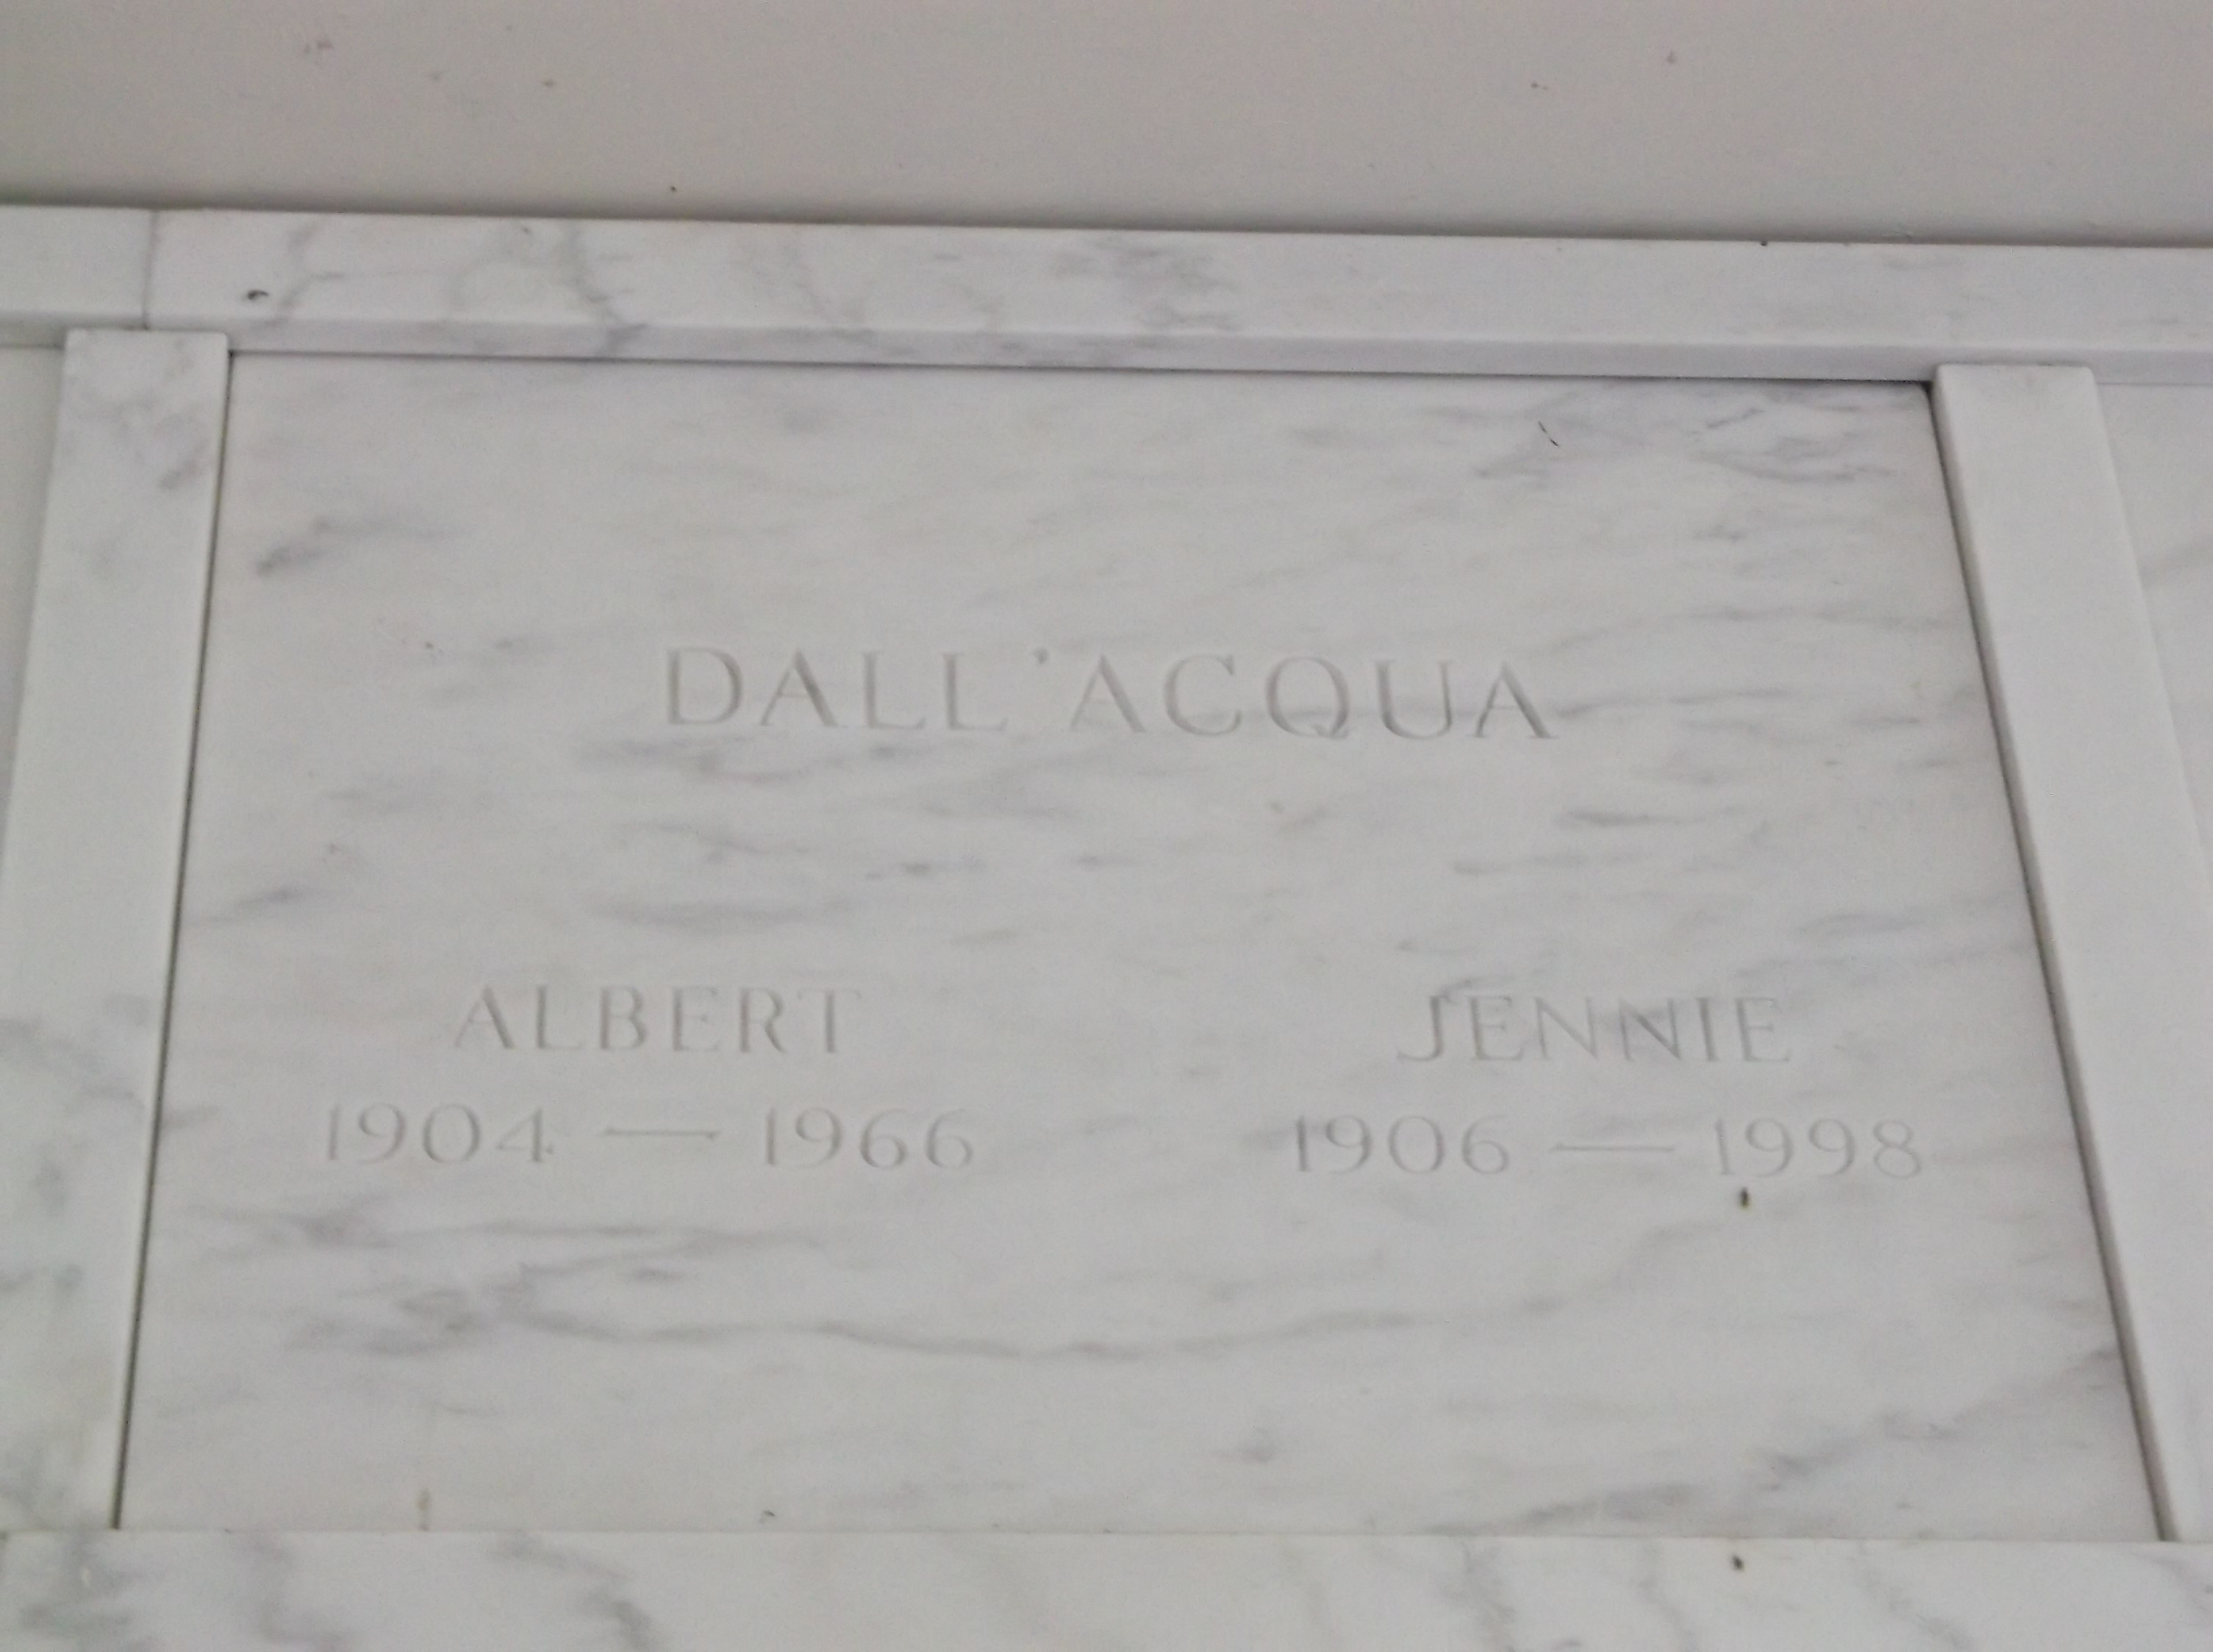 DALL'ACQUA
ALBERT JENNIE
1904 — 1966 1906 — 1998